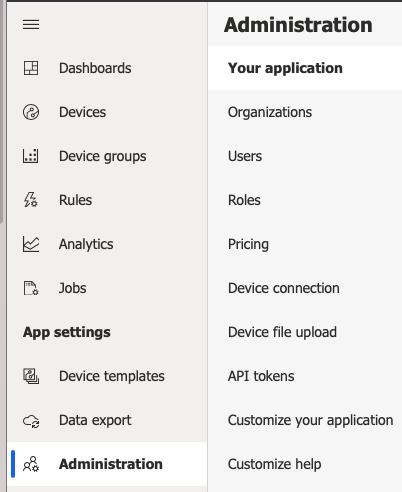 Dashboards
Devices
Device groups
Rules
Analytics
Jobs
App settings
Device templates
Data export
Administration
Administration
Your application
Organizations
Users
Roles
Pricing
Device connection
Device file upload
API tokens
Customize your application
Customize help